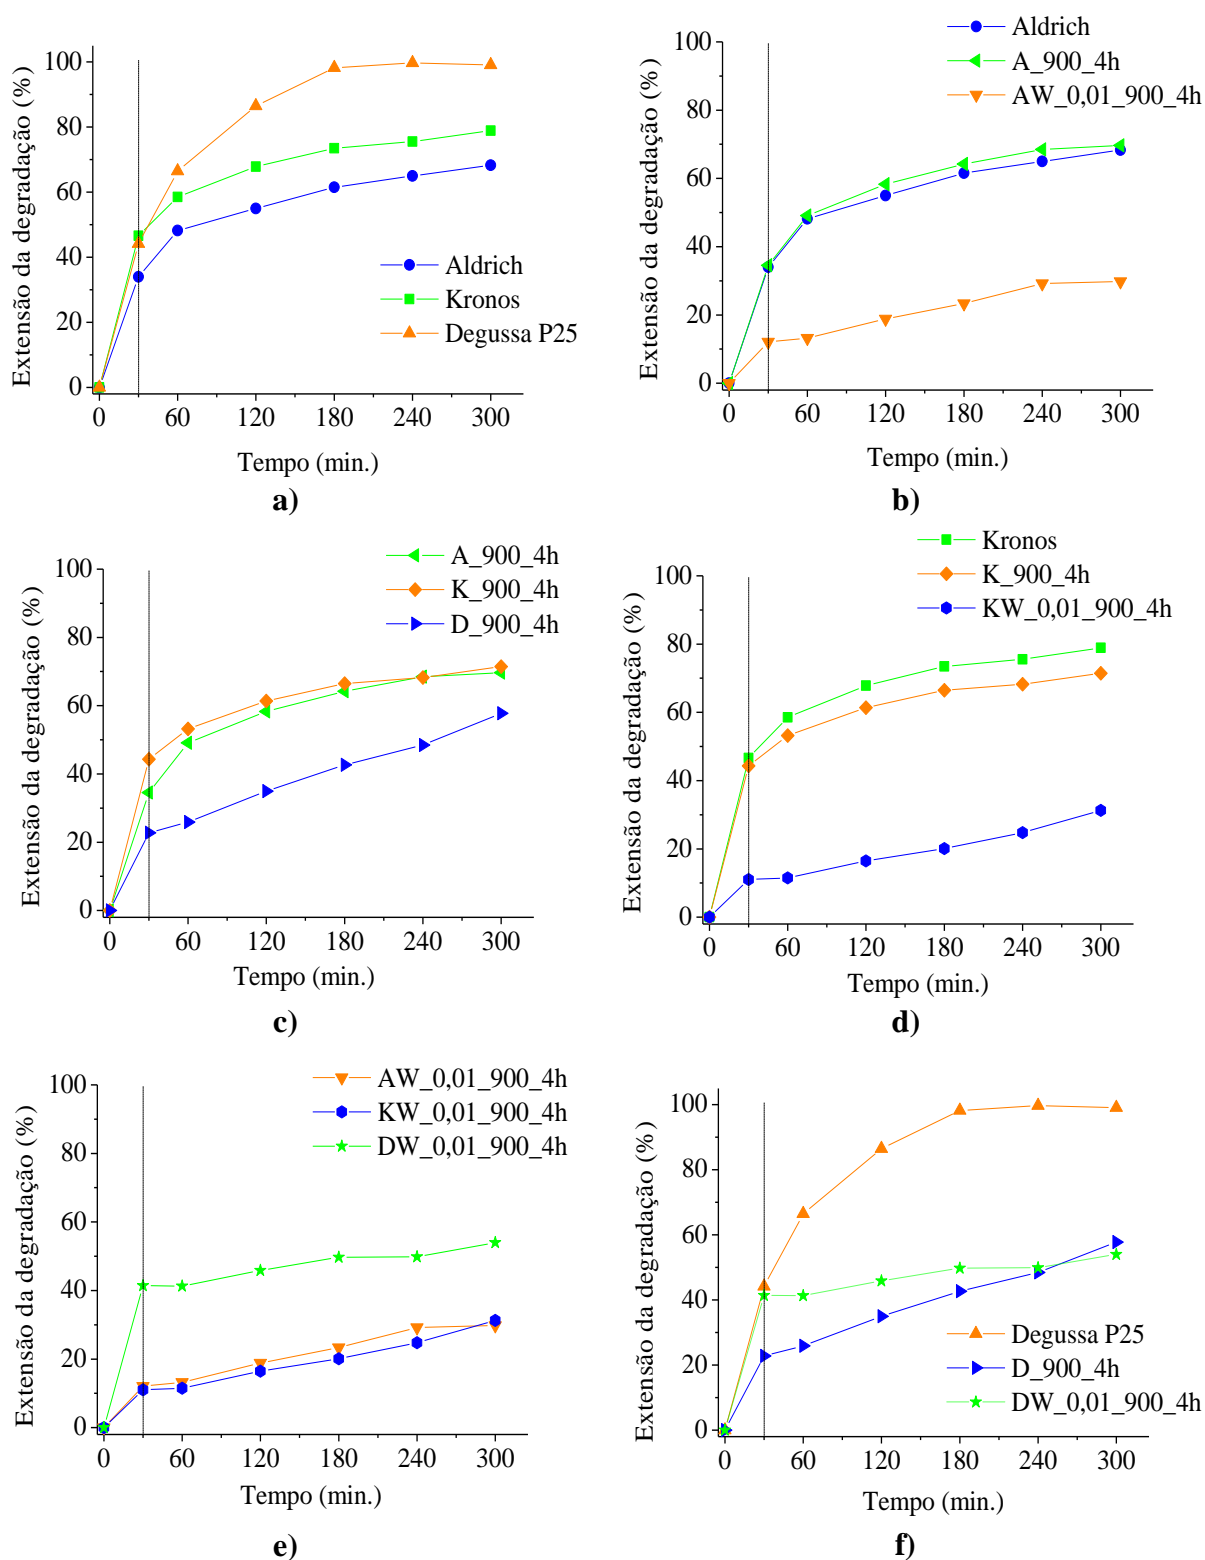 Extensão da degradação (%)
100
80
60
40
20
0
Aldrich
Kronos
Degussa P25
0 60 120 180 240 300
Tempo (min.)
a)
Aldrich
A_900_4h
AW_0,01_900_4h
Extensão da degradação (%)
100
80
60
40
20
0
0 60 120 180 240 300
Tempo (min.)
b)
A_900_4h
K_900_4h
D_900_4h
Extensão da degradação (%)
100
80
60
40
20
0
0 60 120 180 240 300
Tempo (min.)
c)
Kronos
K_900_4h
KW_0,01_900_4h
Extensão da degradação (%)
100
80
60
40
20
0
0 60 120 180 240 300
Tempo (min.)
d)
AW_0,01_900_4h
KW_0,01_900_4h
DW_0,01_900_4h
Extensão da degradação (%)
100
80
60
40
20
0
0 60 120 180 240 300
Tempo (min.)
e)
Extensão da degradação (%)
100
80
60
40
20
0
Degussa P25
D_900_4h
DW_0,01_900_4h
0 60 120 180 240 300
Tempo (min.)
f)